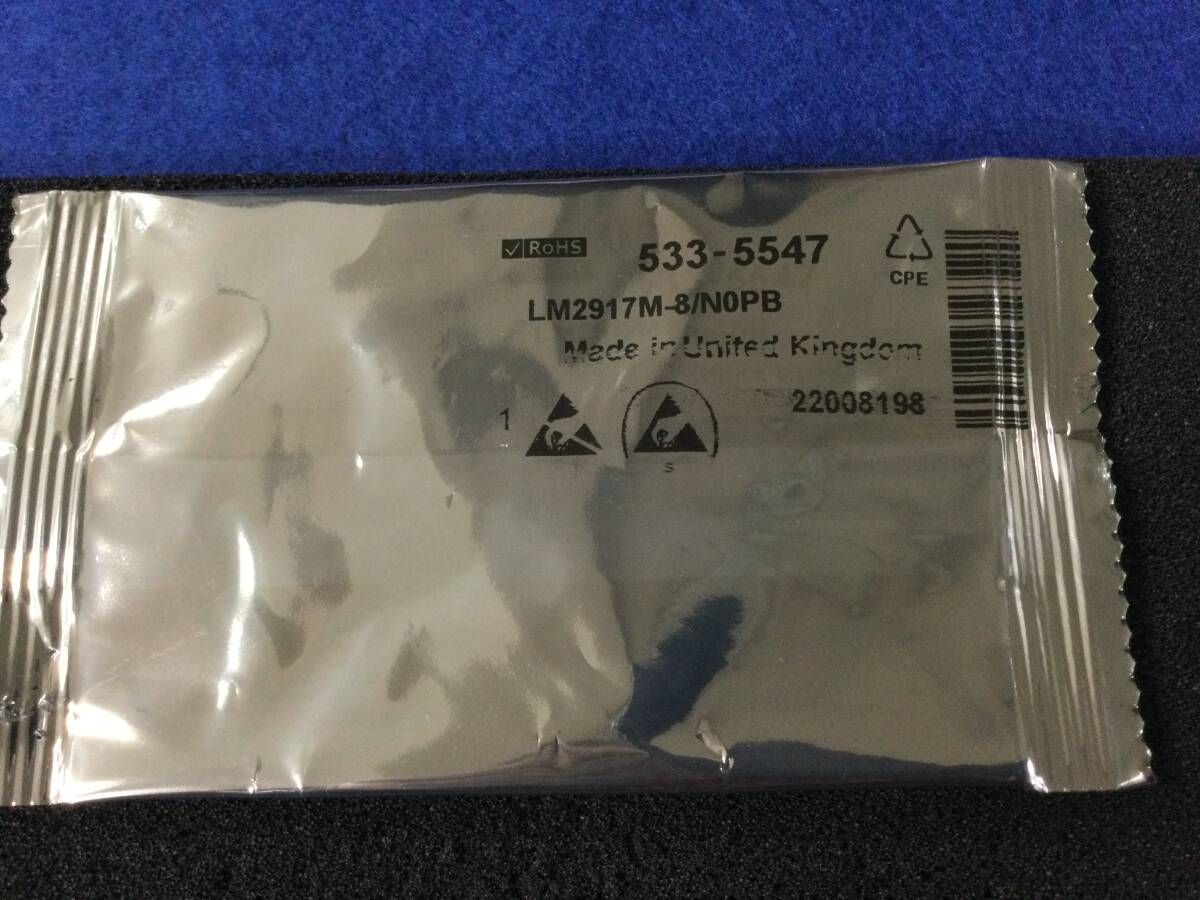 RoHS 533-5547
CPE
LM2917M-8/N0PB
Made in United Kingdom
22008198
1
S